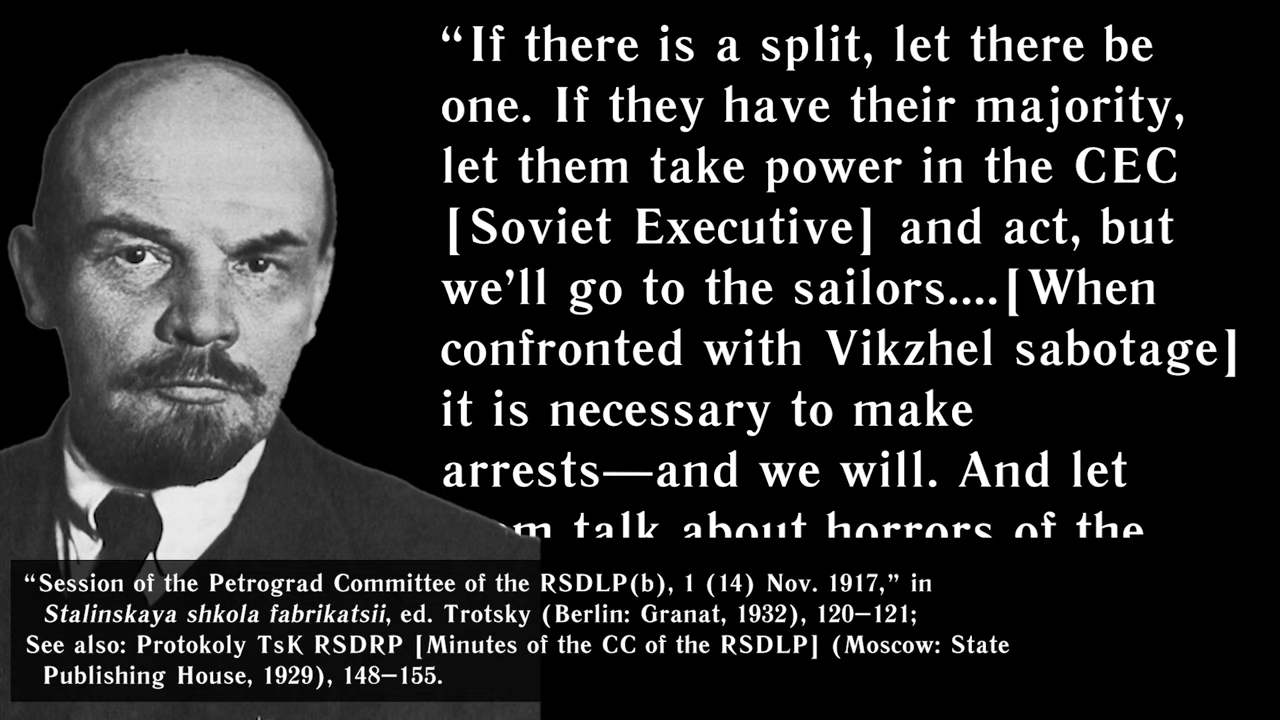 “If there is a split, let there be
one. If they have their majority,
let them take power in the CEC
[Soviet Executive] and act, but
we’ll go to the sailors....[When
confronted with Vikzhel sabotage]
it is necessary to make
arrests—and we will. And let
talk about horrors of the
“Session of the Petrograd Committee of the RSDLP(b), 1 (14) Nov. 1917,” in
Stalinskaya shkola fabrikatsii, ed. Trotsky (Berlin: Granat, 1932), 120–121;
See also: Protokoly TsK RSDRP [Minutes of the CC of the RSDLP] (Moscow: State
Publishing House, 1929), 148–155.